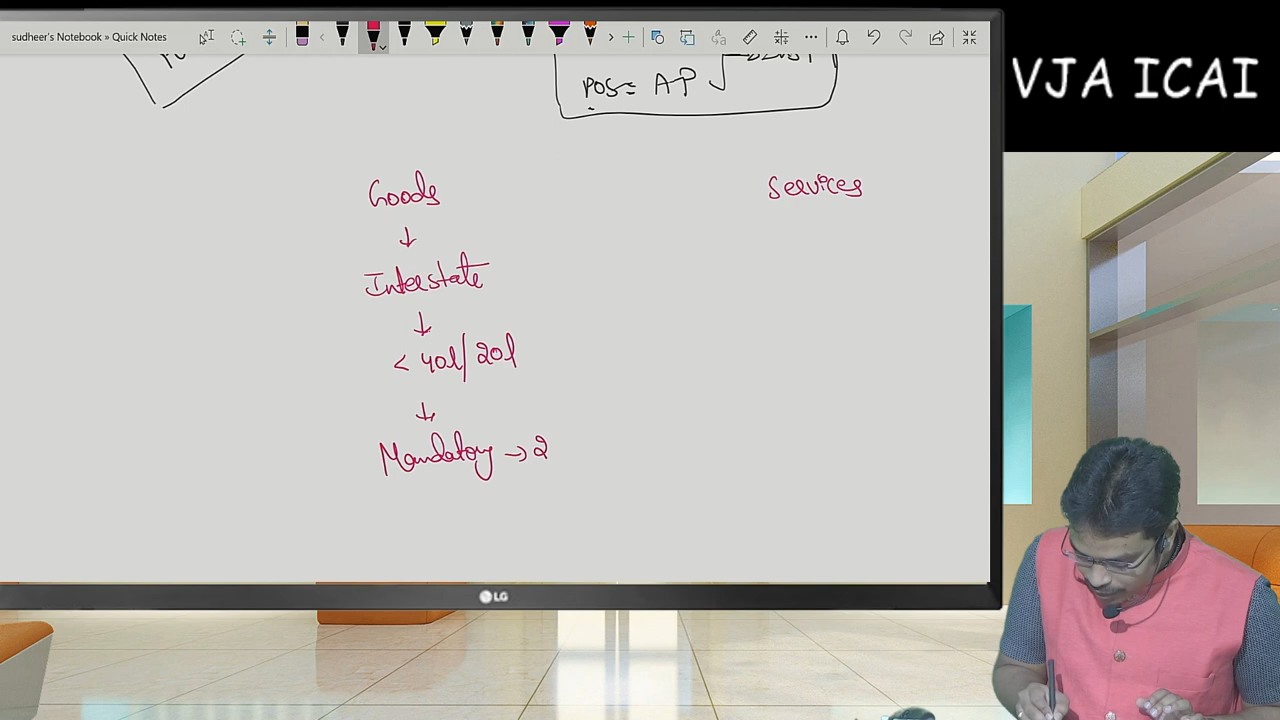 sudheer's Notebook » Quick Notes
VJA ICAI
POS = AP
Goods
Services
↓
Interstate
↓
< 40l/20l
↓
Mandatory → 2
LG